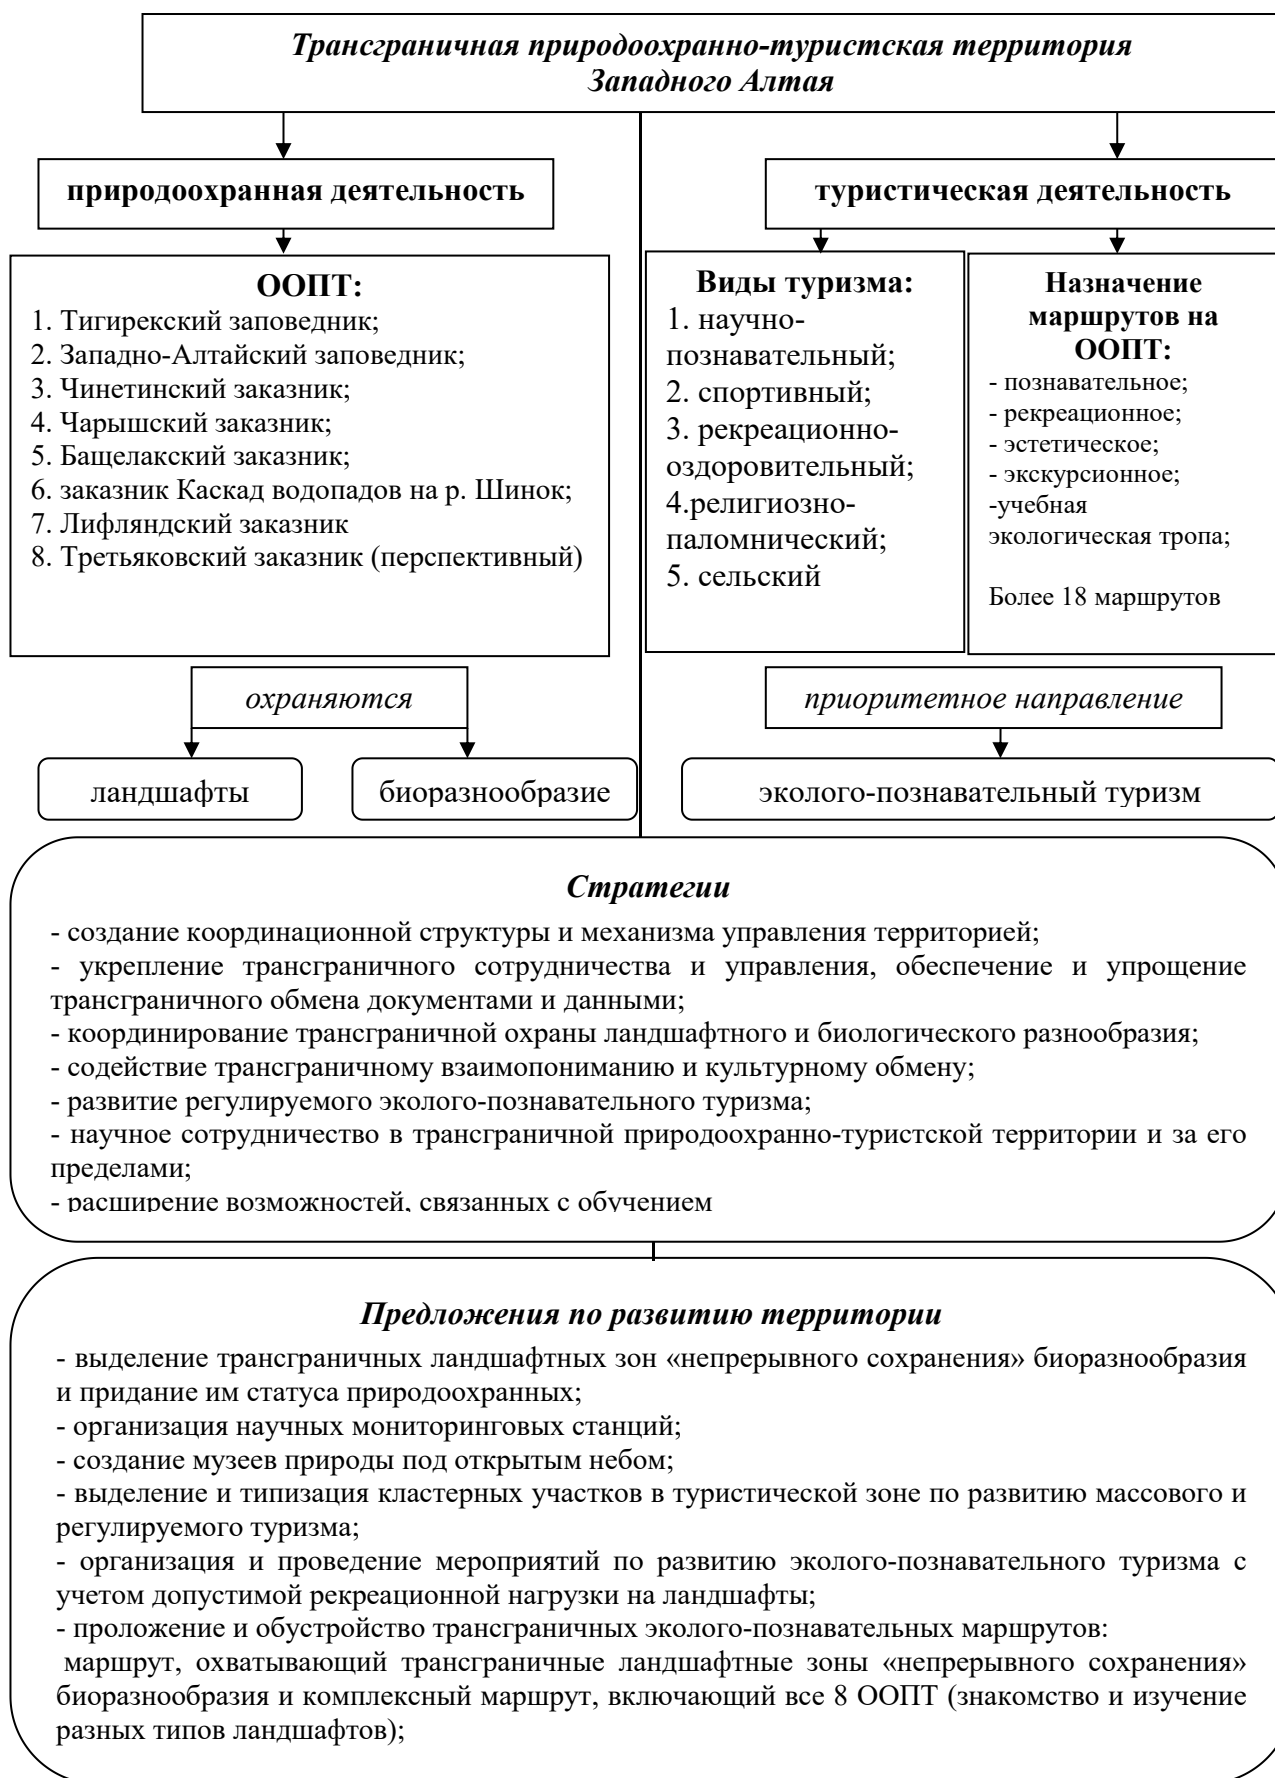 Трансграничная природоохранно-туристская территория
Западного Алтая
природоохранная деятельность
туристическая деятельность
ООПТ:
1. Тигирекский заповедник;
2. Западно-Алтайский заповедник;
3. Чинетинский заказник;
4. Чарышский заказник;
5. Бащелакский заказник;
6. заказник Каскад водопадов на р. Шинок;
7. Лифляндский заказник
8. Третьяковский заказник (перспективный)
Виды туризма:
1. научно-
познавательный;
2. спортивный;
3. рекреационно-
оздоровительный;
4.религиозно-
паломнический;
5. сельский
Назначение
маршрутов на
ООПТ:
- познавательное;
- рекреационное;
- эстетическое;
- экскурсионное;
-учебная
экологическая тропа;
Более 18 маршрутов
охраняются
приоритетное направление
ландшафты
биоразнообразие
эколого-познавательный туризм
Стратегии
- создание координационной структуры и механизма управления территорией;
- укрепление трансграничного сотрудничества и управления, обеспечение и упрощение
трансграничного обмена документами и данными;
- координирование трансграничной охраны ландшафтного и биологического разнообразия;
- содействие трансграничному взаимопониманию и культурному обмену;
- развитие регулируемого эколого-познавательного туризма;
- научное сотрудничество в трансграничной природоохранно-туристской территории и за его
пределами;
- расширение возможностей, связанных с обучением
Предложения по развитию территории
- выделение трансграничных ландшафтных зон «непрерывного сохранения» биоразнообразия
и придание им статуса природоохранных;
- организация научных мониторинговых станций;
- создание музеев природы под открытым небом;
- выделение и типизация кластерных участков в туристической зоне по развитию массового и
регулируемого туризма;
- организация и проведение мероприятий по развитию эколого-познавательного туризма с
учетом допустимой рекреационной нагрузки на ландшафты;
- проложение и обустройство трансграничных эколого-познавательных маршрутов:
маршрут, охватывающий трансграничные ландшафтные зоны «непрерывного сохранения»
биоразнообразия и комплексный маршрут, включающий все 8 ООПТ (знакомство и изучение
разных типов ландшафтов);